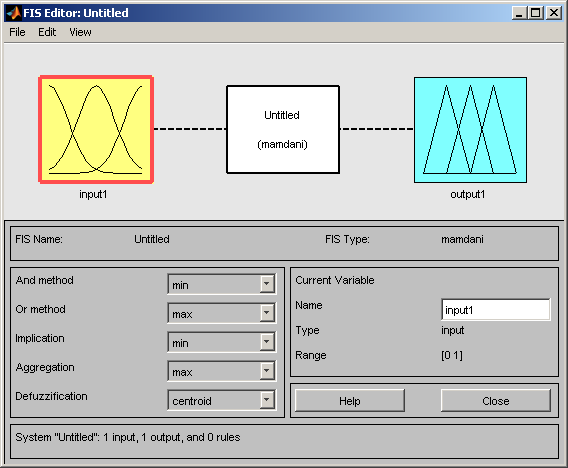 FIS Editor: Untitled
File Edit View
Untitled
(mamdani)
input1
output1
FIS Name: Untitled FIS Type: mamdani
And method min
Or method max
Implication min
Aggregation max
Defuzzification centroid
Current Variable
Name input1
Type input
Range [0 1]
Help Close
System "Untitled": 1 input, 1 output, and 0 rules